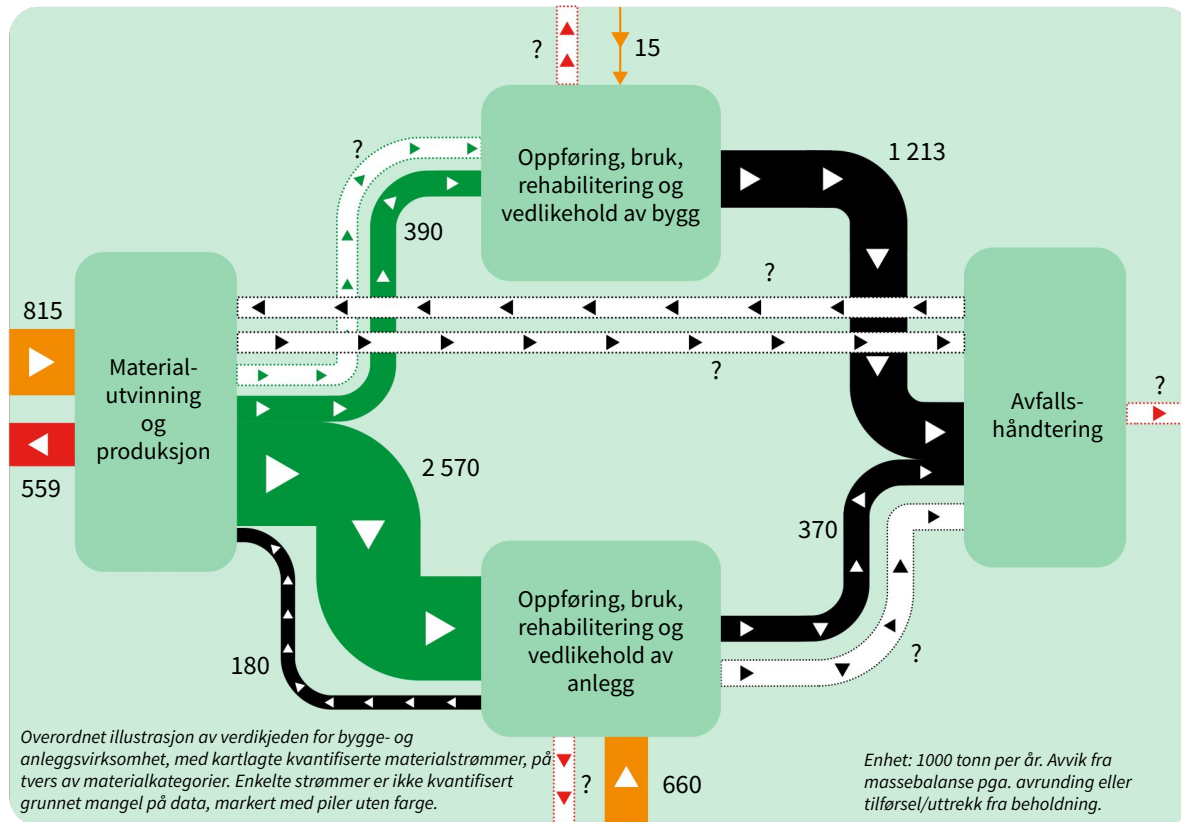 ?
15
Oppføring, bruk,
rehabilitering og
vedlikehold av bygg
1 213
?
390
?
815
Material-
utvinning
og
produksjon
?
Avfalls-
håndtering
?
559
2 570
370
Oppføring, bruk,
rehabilitering og
vedlikehold av
anlegg
?
180
?
660
Overordnet illustrasjon av verdikjeden for bygge- og
anleggsvirksomhet, med kartlagte kvantifiserte materialstrømmer, på
tvers av materialkategorier. Enkelte strømmer er ikke kvantifisert
grunnet mangel på data, markert med piler uten farge.
Enhet: 1000 tonn per år. Avvik fra
massebalanse pga. avrunding eller
tilførsel/uttrekk fra beholdning.